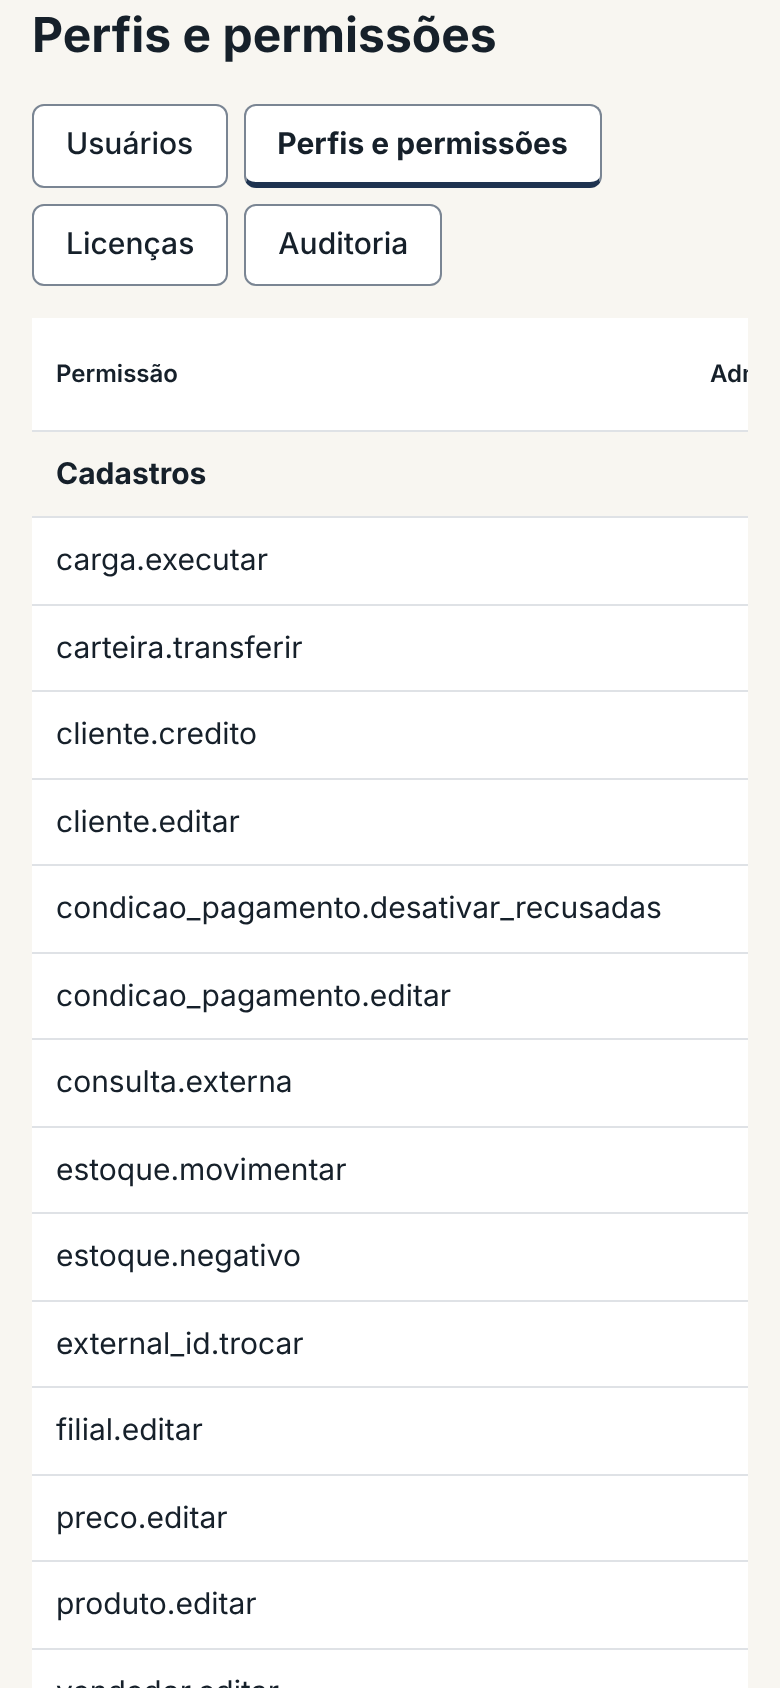 Perfis e permissões
Usuários
Perfis e permissões
Licenças
Auditoria
Permissão
Cadastros
carga.executar
carteira.transferir
cliente.credito
cliente.editar
condicao_pagamento.desativar_recusadas
condicao_pagamento.editar
consulta.externa
estoque.movimentar
estoque.negativo
external_id.trocar
filial.editar
preco.editar
produto.editar